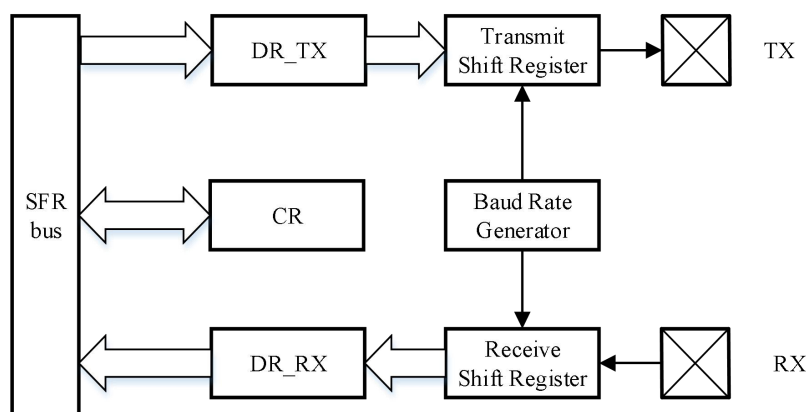 Transmit
Shift Register
DR_TX
TX
SFR
bus
CR
Baud Rate
Generator
DR_RX
Receive
Shift Register
RX